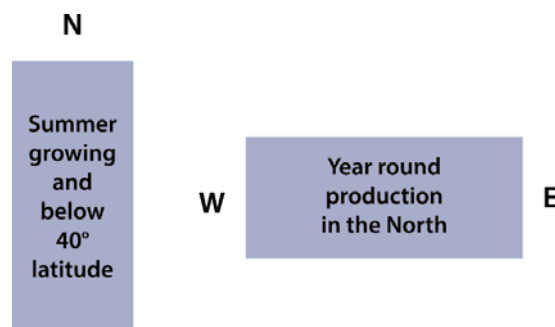 N
Summer
growing
and
below
40°
latitude
W
Year round
production
in the North
E